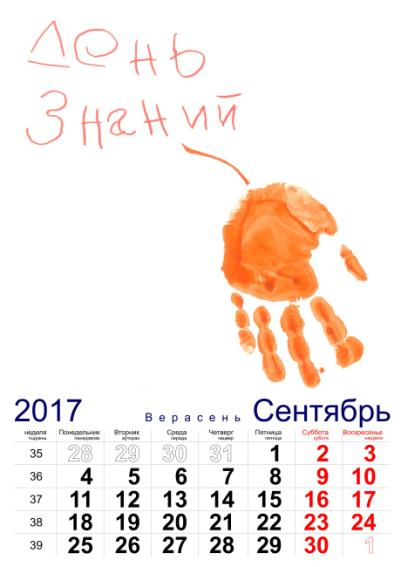 День
Знаний
2017 Верасень Сентябрь
неделя Понедельник Вторник Среда Четверг Пятница Суббота Воскресенье
тыдзень панядзелак аўторак серада чацвер пятніца субота нядзеля
35 28 29 30 31 1 2 3
36 4 5 6 7 8 9 10
37 11 12 13 14 15 16 17
38 18 19 20 21 22 23 24
39 25 26 27 28 29 30 1